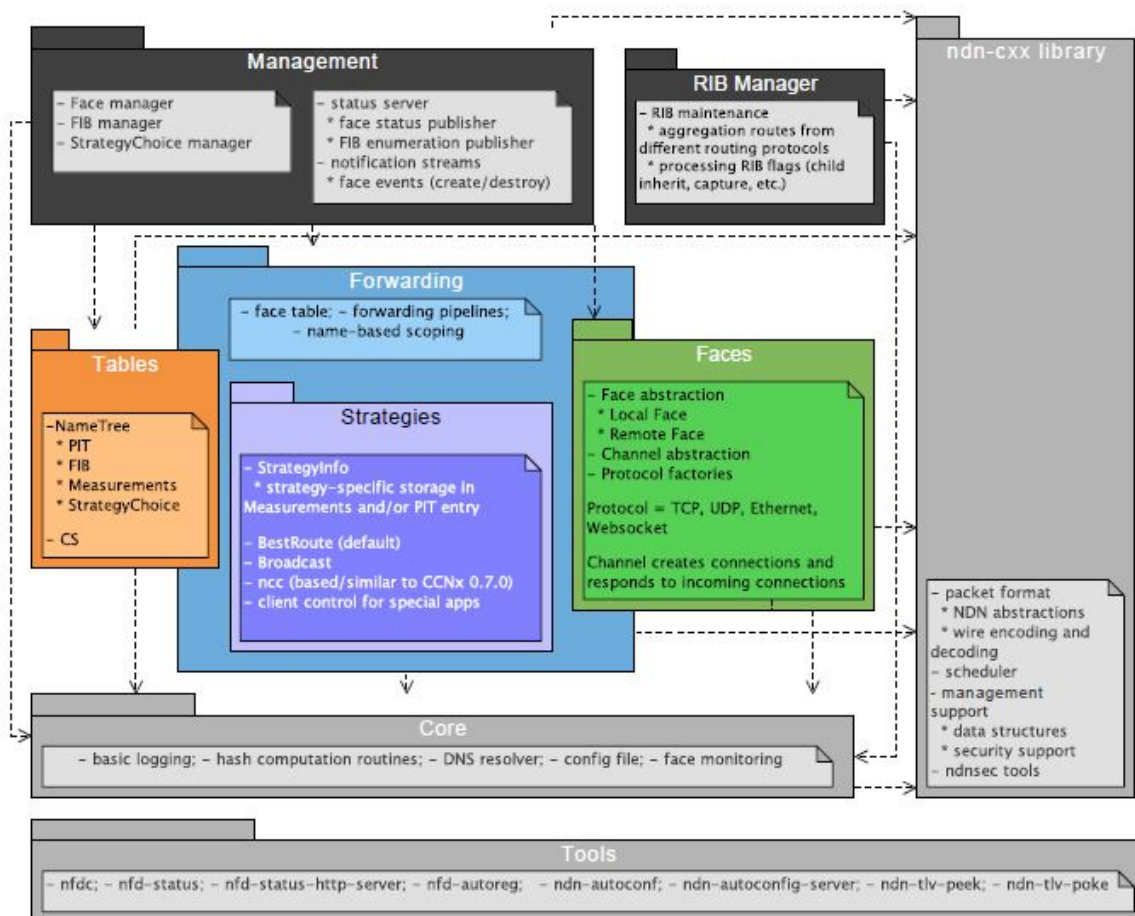 Management
- Face manager
- FIB manager
- StrategyChoice manager
- status server
* face status publisher
* FIB enumeration publisher
- notification streams
* face events (create/destroy)
RIB Manager
- RIB maintenance
* aggregation routes from
different routing protocols
* processing RIB flags (child
inherit, capture, etc.)
ndn-cxx library
- packet format
* NDN abstractions
* wire encoding and
decoding
- scheduler
- management
support
* data structures
* security support
- ndnsec tools
Forwarding
- face table; - forwarding pipelines;
- name-based scoping
Tables
-NameTree
* PIT
* FIB
* Measurements
* StrategyChoice
- CS
Strategies
- StrategyInfo
* strategy-specific storage in
Measurements and/or PIT entry
- BestRoute (default)
- Broadcast
- ncc (based/similar to CCNx 0.7.0)
- client control for special apps
Faces
- Face abstraction
* Local Face
* Remote Face
- Channel abstraction
- Protocol factories
Protocol = TCP, UDP, Ethernet,
Websocket
Channel creates connections and
responds to incoming connections
Core
- basic logging; - hash computation routines; - DNS resolver; - config file; - face monitoring
Tools
- nfdc; - nfd-status; - nfd-status-http-server; - nfd-autoreg; - ndn-autoconf; - ndn-autoconfig-server; - ndn-tlv-peek; - ndn-tlv-poke